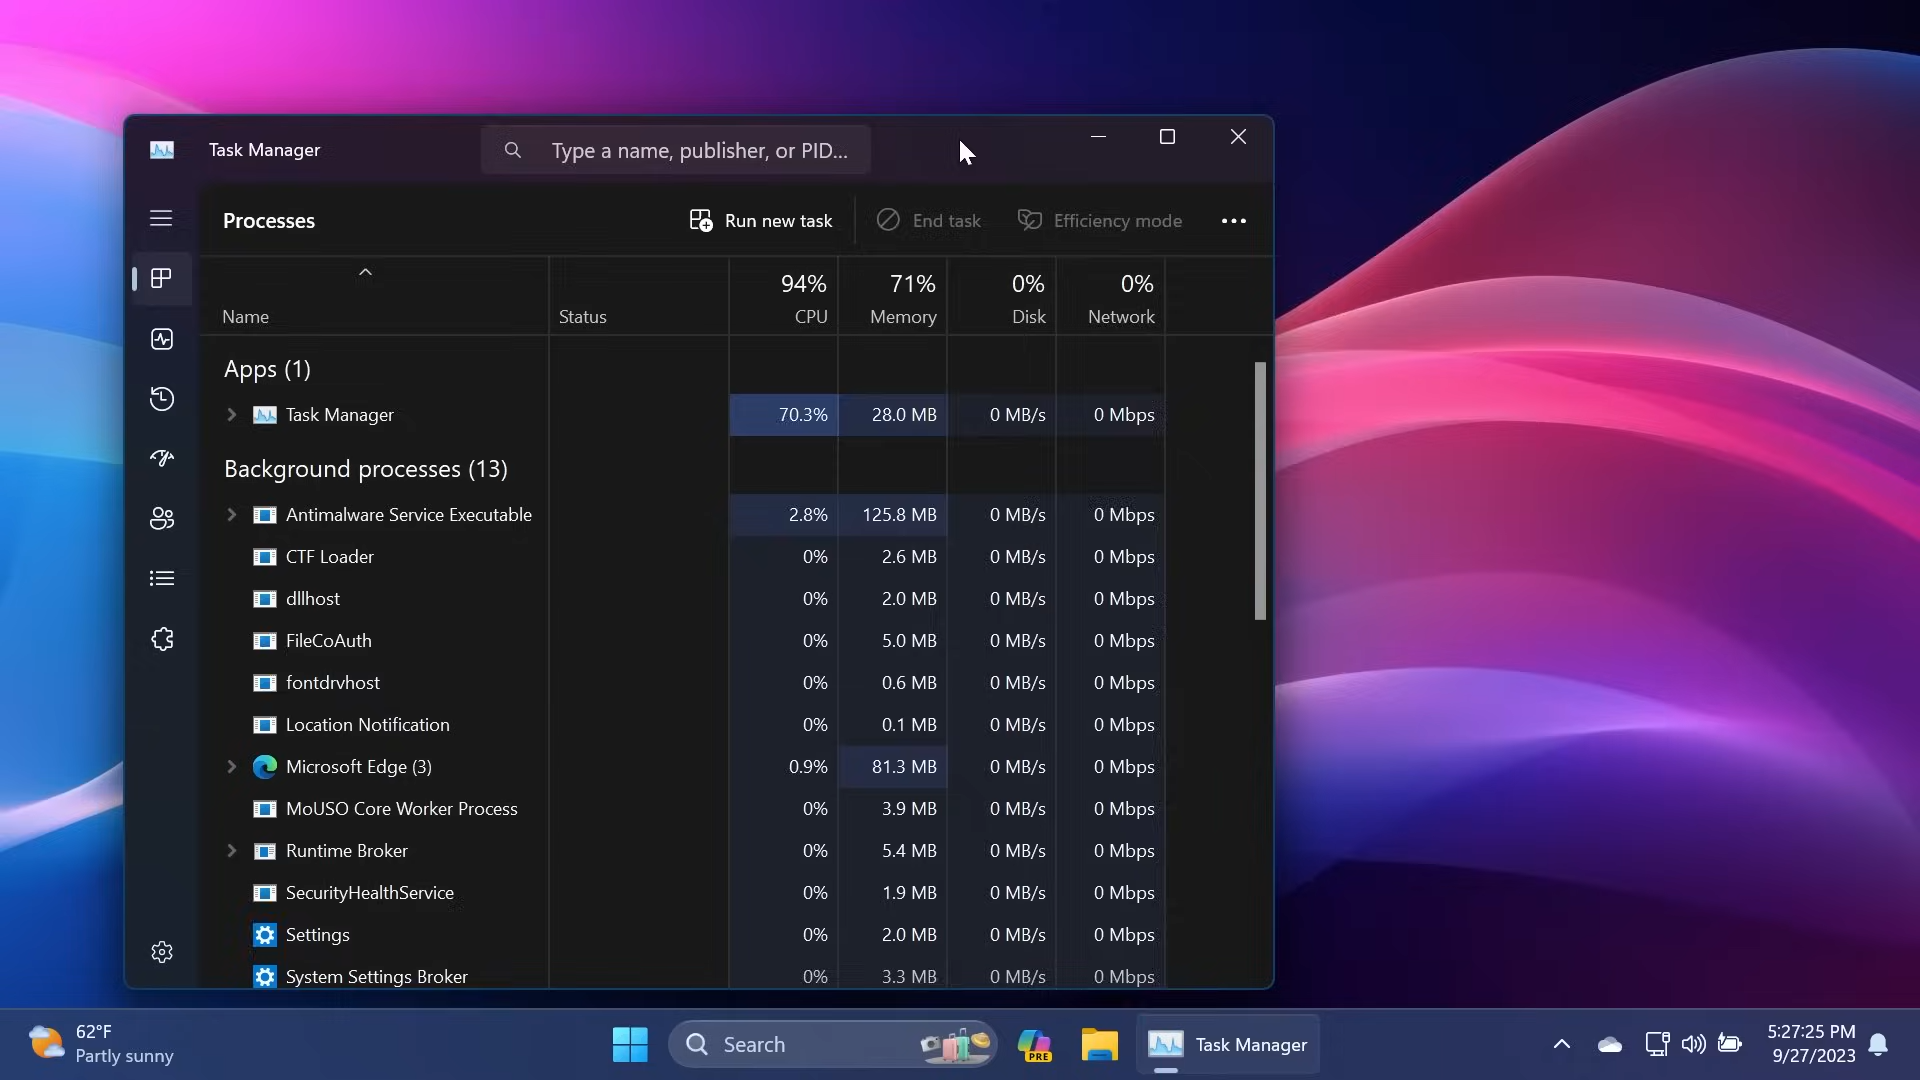 Task Manager
Type a name, publisher, or PID...
Processes
Run new task
End task
Efficiency mode
94% 71% 0% 0%
Name Status CPU Memory Disk Network
Apps (1)
Task Manager 70.3% 28.0 MB 0 MB/s 0 Mbps
Background processes (13)
Antimalware Service Executable 2.8% 125.8 MB 0 MB/s 0 Mbps
CTF Loader 0% 2.6 MB 0 MB/s 0 Mbps
dllhost 0% 2.0 MB 0 MB/s 0 Mbps
FileCoAuth 0% 5.0 MB 0 MB/s 0 Mbps
fontdrvhost 0% 0.6 MB 0 MB/s 0 Mbps
Location Notification 0% 0.1 MB 0 MB/s 0 Mbps
Microsoft Edge (3) 0.9% 81.3 MB 0 MB/s 0 Mbps
MoUSO Core Worker Process 0% 3.9 MB 0 MB/s 0 Mbps
Runtime Broker 0% 5.4 MB 0 MB/s 0 Mbps
SecurityHealthService 0% 1.9 MB 0 MB/s 0 Mbps
Settings 0% 2.0 MB 0 MB/s 0 Mbps
System Settings Broker 0% 3.3 MB 0 MB/s 0 Mbps
62°F
Partly sunny
Search
PRE
Task Manager
5:27:25 PM
9/27/2023